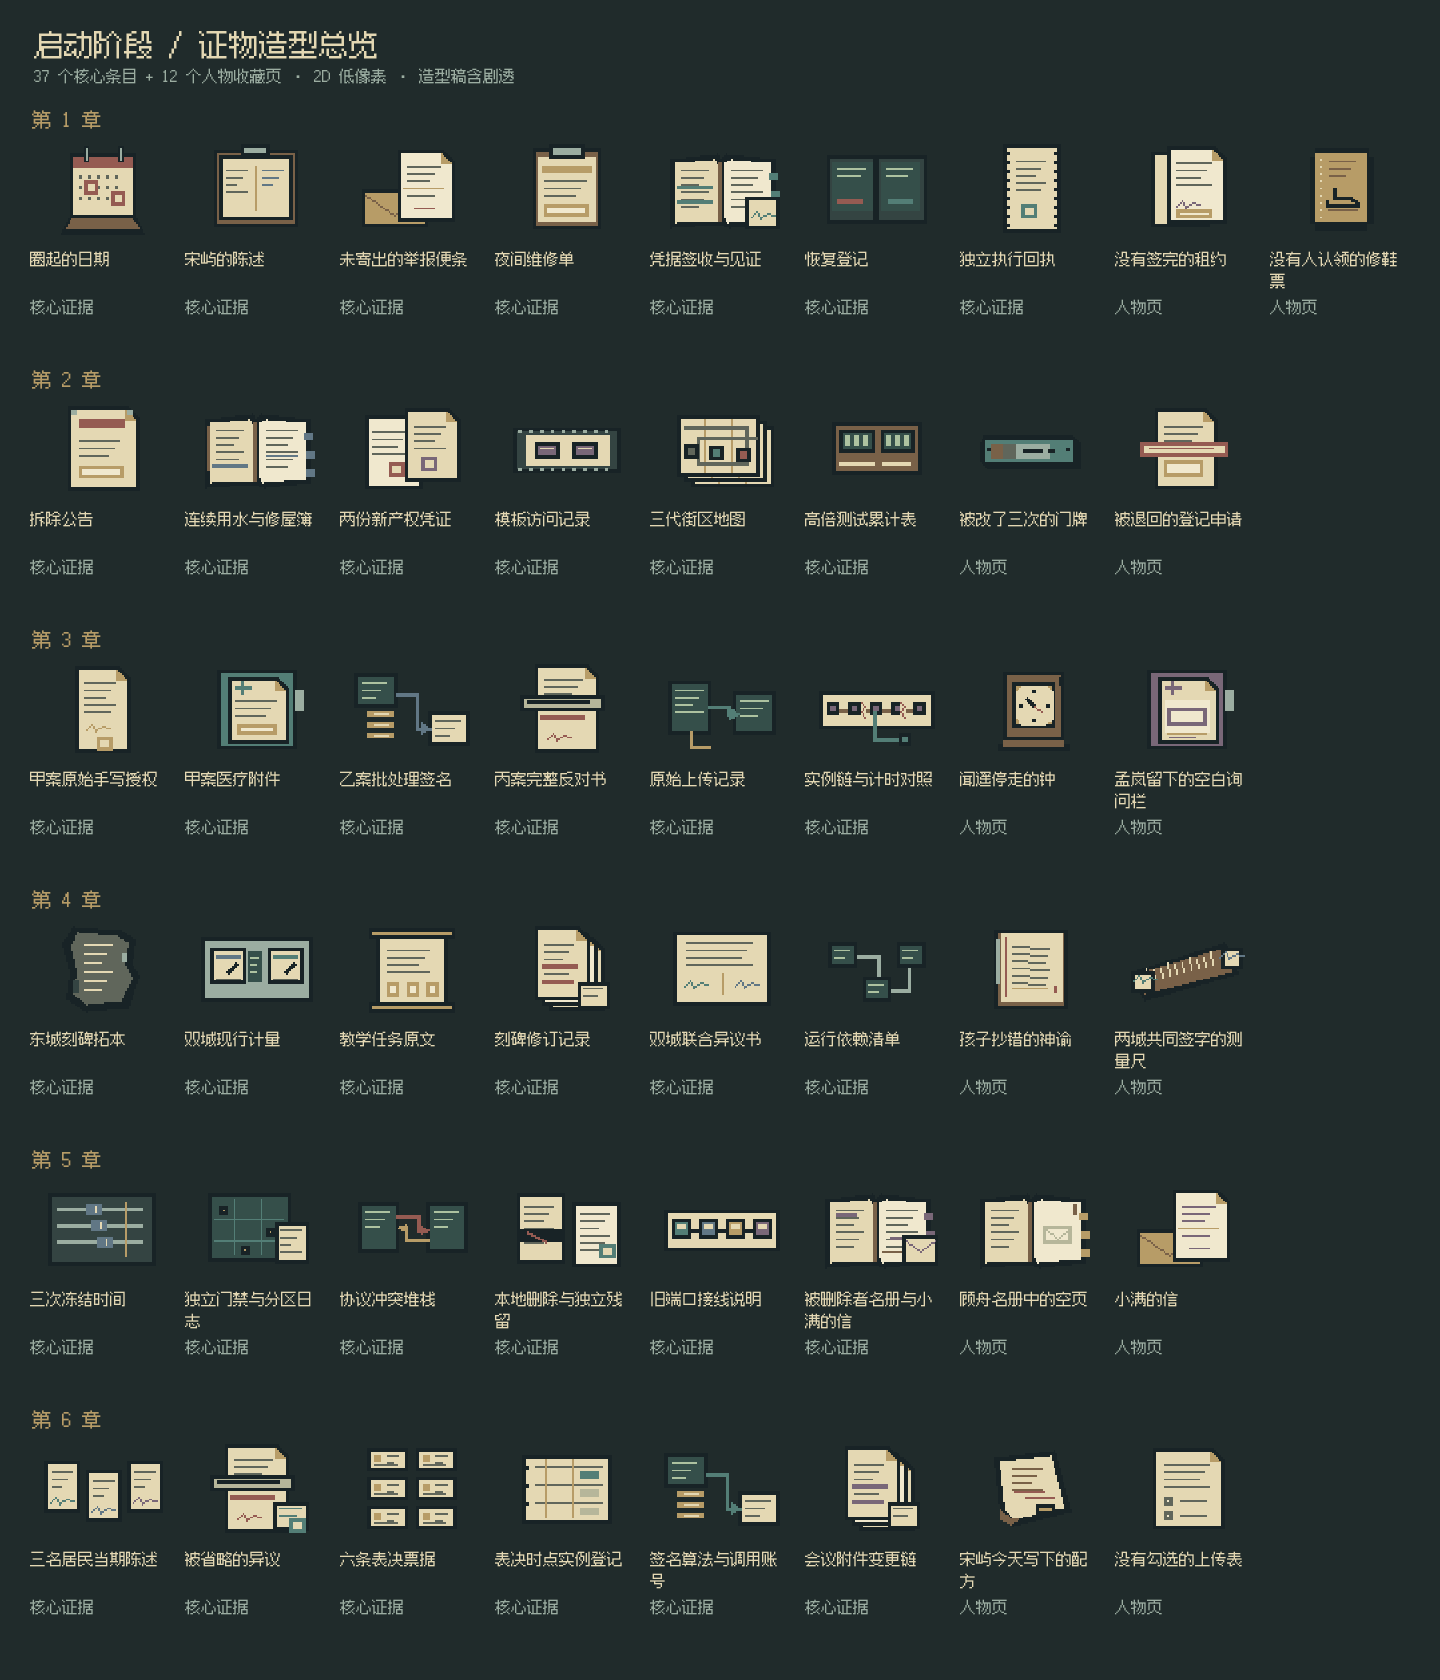 启动阶段 / 证物造型总览
37 个核心条目 + 12 个人物收藏页 · 2D 低像素 · 造型稿含剧透
第 1 章
圈起的日期
宋屿的陈述
未寄出的举报便条
夜间维修单
凭据签收与见证
恢复登记
独立执行回执
没有签完的租约
没有人认领的修鞋
票
核心证据
核心证据
核心证据
核心证据
核心证据
核心证据
核心证据
人物页
人物页
第 2 章
拆除公告
连续用水与修屋簿
两份新产权凭证
模板访问记录
三代街区地图
高倍测试累计表
被改了三次的门牌
被退回的登记申请
核心证据
核心证据
核心证据
核心证据
核心证据
核心证据
人物页
人物页
第 3 章
甲案原始手写授权
甲案医疗附件
乙案批处理签名
丙案完整反对书
原始上传记录
实例链与计时对照
闻遥停走的钟
孟岚留下的空白询
问栏
核心证据
核心证据
核心证据
核心证据
核心证据
核心证据
人物页
人物页
第 4 章
东城刻碑拓本
双城现行计量
教学任务原文
刻碑修订记录
双城联合异议书
运行依赖清单
孩子抄错的神谕
两城共同签字的测
量尺
核心证据
核心证据
核心证据
核心证据
核心证据
核心证据
人物页
人物页
第 5 章
三次冻结时间
独立门禁与分区日
志
协议冲突堆栈
本地删除与独立残
留
旧端口接线说明
被删除者名册与小
满的信
顾舟名册中的空页
小满的信
核心证据
核心证据
核心证据
核心证据
核心证据
核心证据
人物页
人物页
第 6 章
三名居民当期陈述
被省略的异议
六条表决票据
表决时点实例登记
签名算法与调用账
号
会议附件变更链
宋屿今天写下的配
方
没有勾选的上传表
核心证据
核心证据
核心证据
核心证据
核心证据
核心证据
人物页
人物页